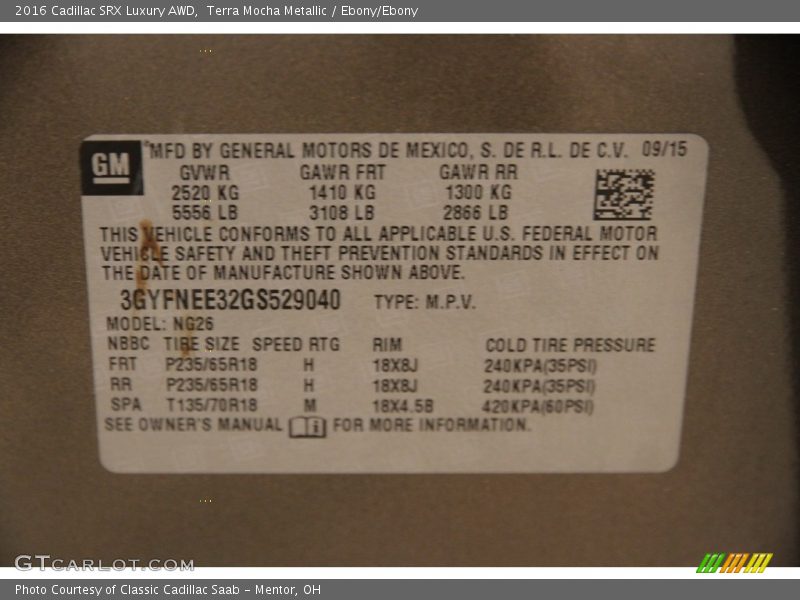 2016 Cadillac SRX Luxury AWD, Terra Mocha Metallic / Ebony/Ebony
GM
*MFD BY GENERAL MOTORS DE MEXICO, S. DE R.L. DE C.V. 09/15
GVWR GAWR FRT GAWR RR
2520 KG 1410 KG 1300 KG
5556 LB 3108 LB 2866 LB
THIS VEHICLE CONFORMS TO ALL APPLICABLE U.S. FEDERAL MOTOR
VEHICLE SAFETY AND THEFT PREVENTION STANDARDS IN EFFECT ON
THE DATE OF MANUFACTURE SHOWN ABOVE.
3GYFNEE32GS529040 TYPE: M.P.V.
MODEL: NG26
NBBC TIRE SIZE SPEED RTG RIM COLD TIRE PRESSURE
FRT P235/65R18 H 18X8J 240KPA(35PSI)
RR P235/65R18 H 18X8J 240KPA(35PSI)
SPA T135/70R18 M 18X4.5B 420KPA(60PSI)
SEE OWNER'S MANUAL i FOR MORE INFORMATION.
GTCARLOT.COM
Photo Courtesy of Classic Cadillac Saab - Mentor, OH